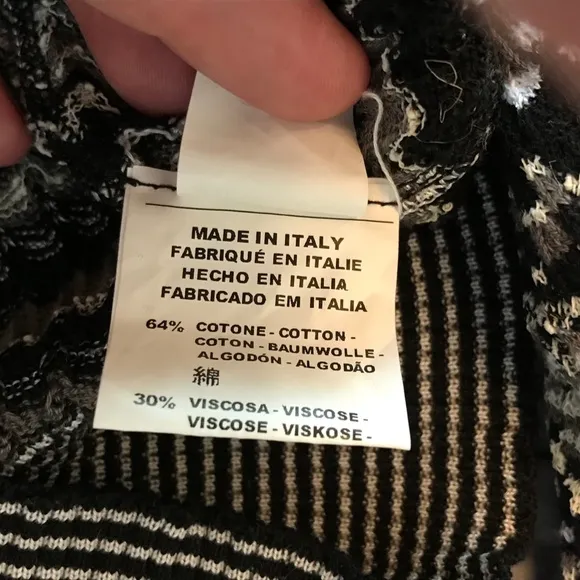 MADE IN ITALY
FABRIQUÉ EN ITALIE
HECHO EN ITALIA
FABRICADO EM ITALIA
64% COTONE - COTTON -
COTON - BAUMWOLLE -
ALGODÓN - ALGODÃO
綿
30% VISCOSA - VISCOSE -
VISCOSE - VISKOSE -